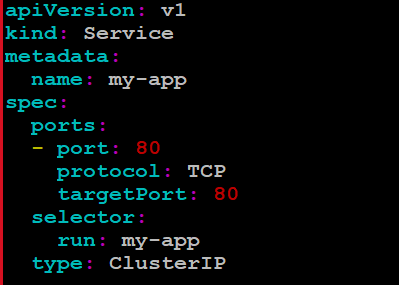 apiVersion: v1
kind: Service
metadata:
  name: my-app
spec:
  ports:
  - port: 80
    protocol: TCP
    targetPort: 80
  selector:
    run: my-app
  type: ClusterIP